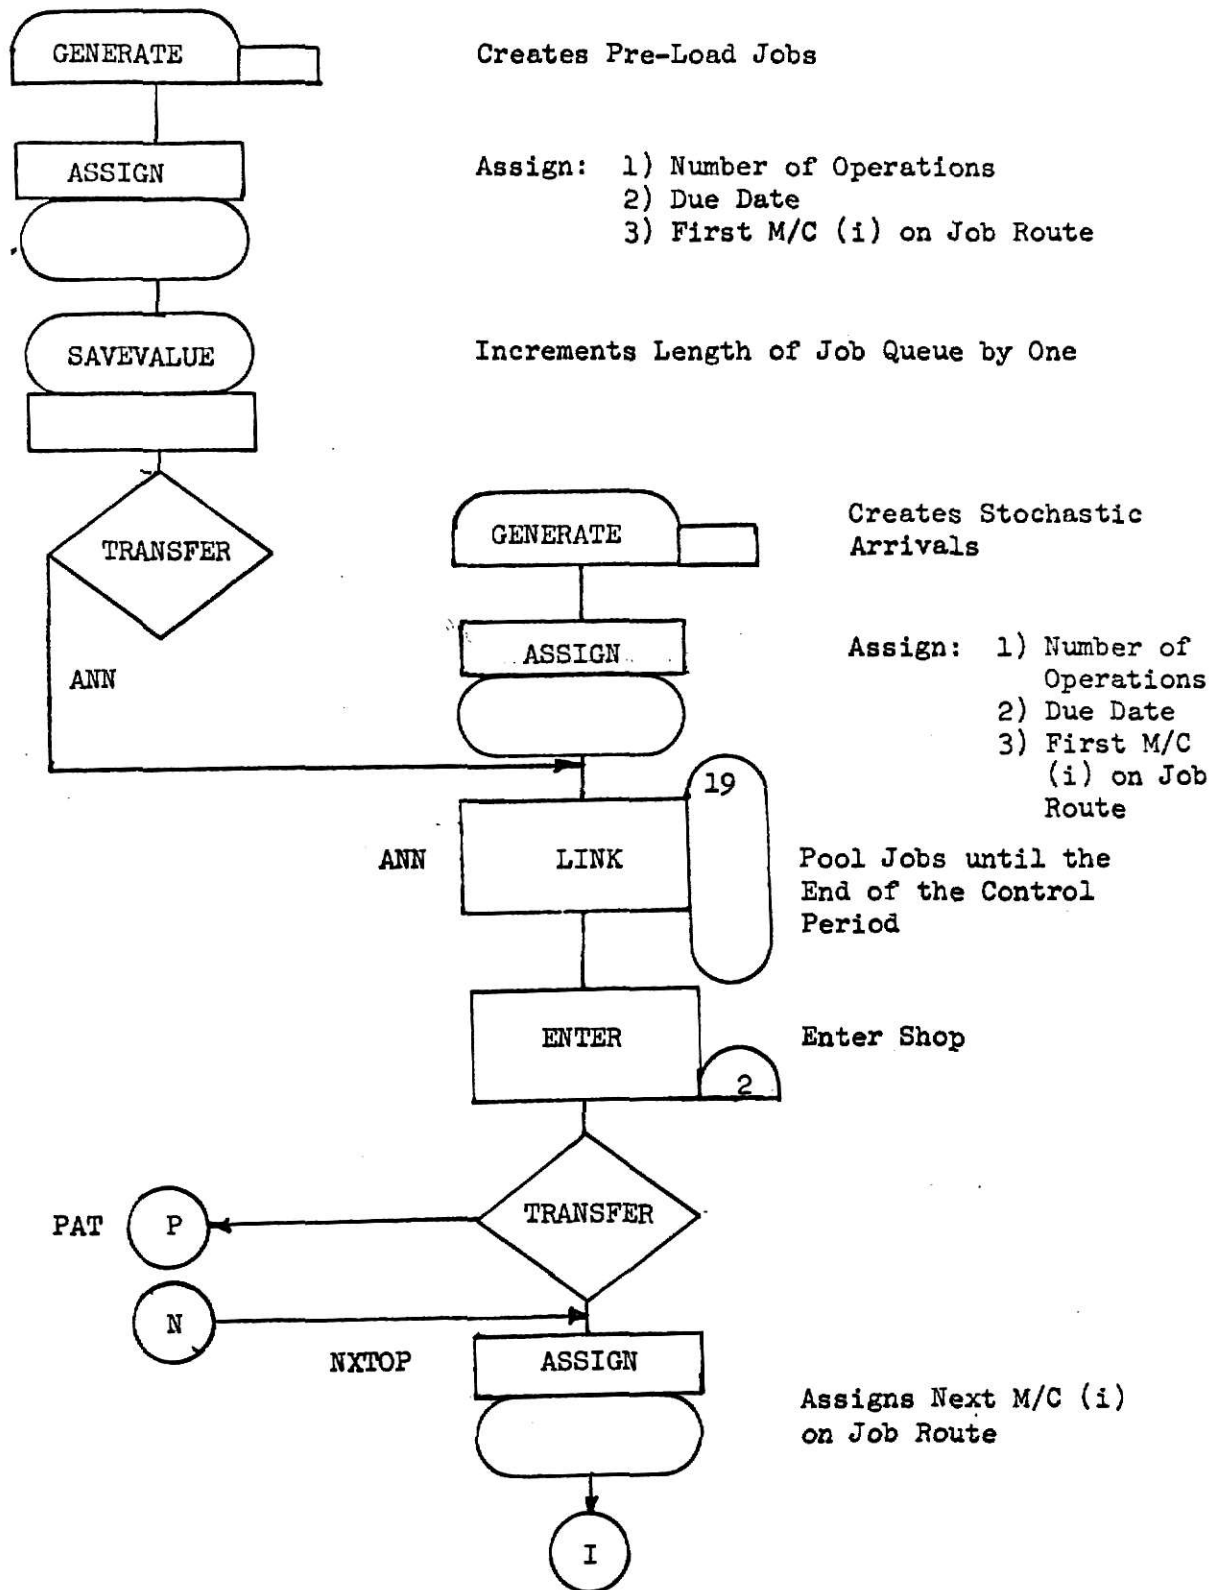 GENERATE
Creates Pre-Load Jobs
ASSIGN
Assign: 1) Number of Operations
2) Due Date
3) First M/C (i) on Job Route
SAVEVALUE
Increments Length of Job Queue by One
TRANSFER
ANN
GENERATE
Creates Stochastic
Arrivals
ASSIGN
Assign: 1) Number of
Operations
2) Due Date
3) First M/C
(i) on Job
Route
19
ANN
LINK
Pool Jobs until the
End of the Control
Period
ENTER
2
Enter Shop
TRANSFER
PAT
P
N
NXTOP
ASSIGN
Assigns Next M/C (i)
on Job Route
I